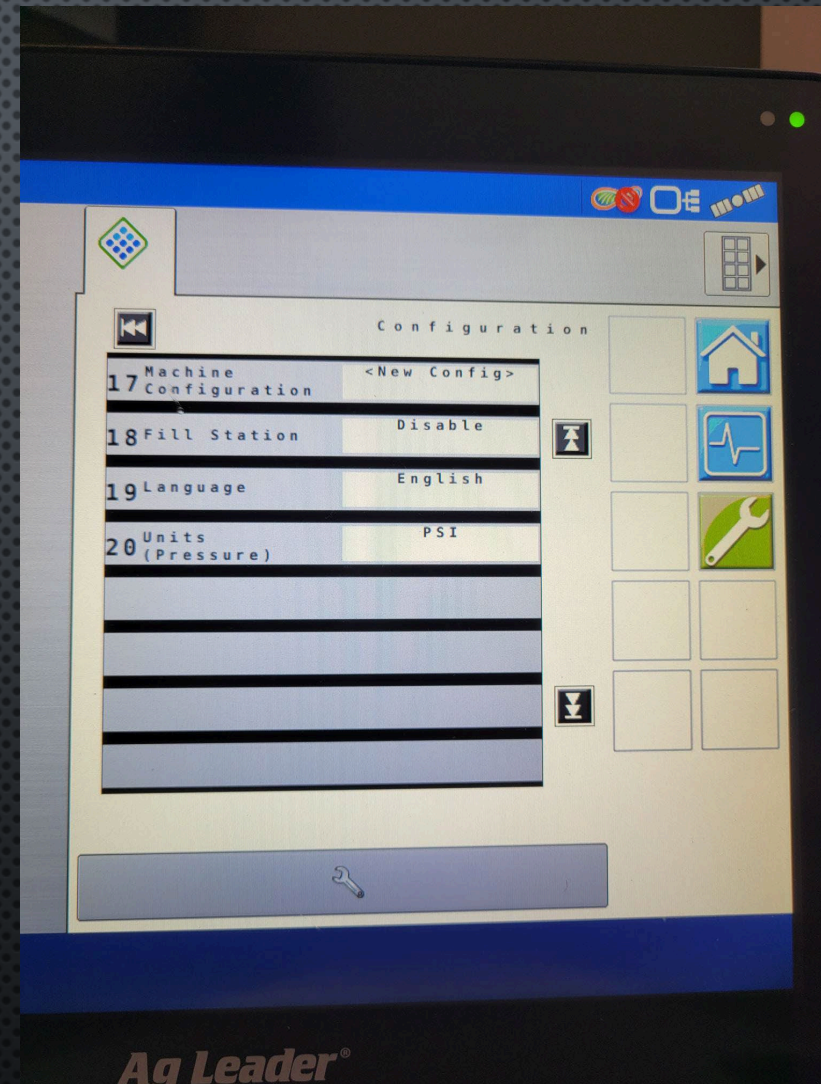 Configuration
17 Machine
Configuration
<New Config>
18 Fill Station
Disable
19 Language
English
20 Units
(Pressure)
PSI
Ag Leader®